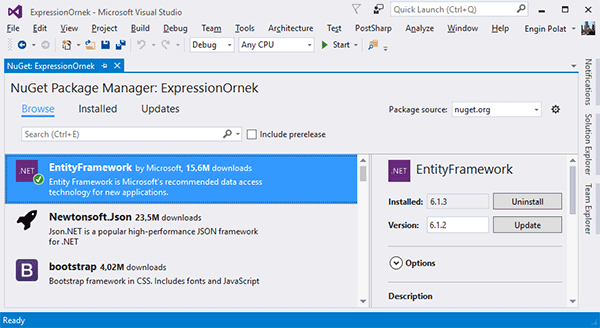 ExpressionOrnek - Microsoft Visual Studio
Quick Launch (Ctrl+Q)
File Edit View Project Build Debug Team Tools Architecture Test PostSharp Analyze Window Help Engin Polat
Debug Any CPU Start
NuGet: ExpressionOrnek
NuGet Package Manager: ExpressionOrnek
Browse Installed Updates
Package source: nuget.org
Search (Ctrl+E) Include prerelease
.NET
EntityFramework by Microsoft, 15,6M downloads
Entity Framework is Microsoft's recommended data access
technology for new applications.
Newtonsoft.Json 23,5M downloads
Json.NET is a popular high-performance JSON framework
for .NET
B
bootstrap 4,02M downloads
Bootstrap framework in CSS. Includes fonts and JavaScript
.NET
EntityFramework
Installed: 6.1.3 Uninstall
Version: 6.1.2 Update
Options
Description
Notifications
Solution Explorer
Team Explorer
Ready